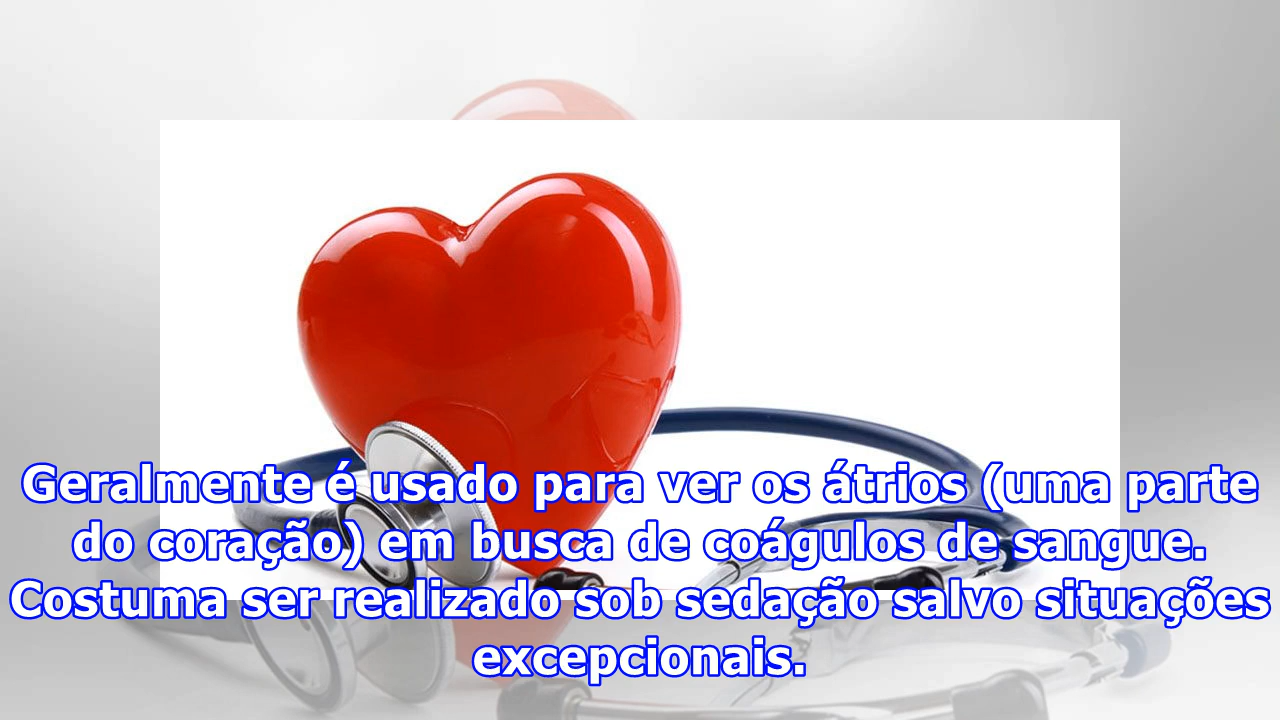 Geralmente é usado para ver os átrios (uma parte
do coração) em busca de coágulos de sangue.
Costuma ser realizado sob sedação salvo situações
excepcionais.